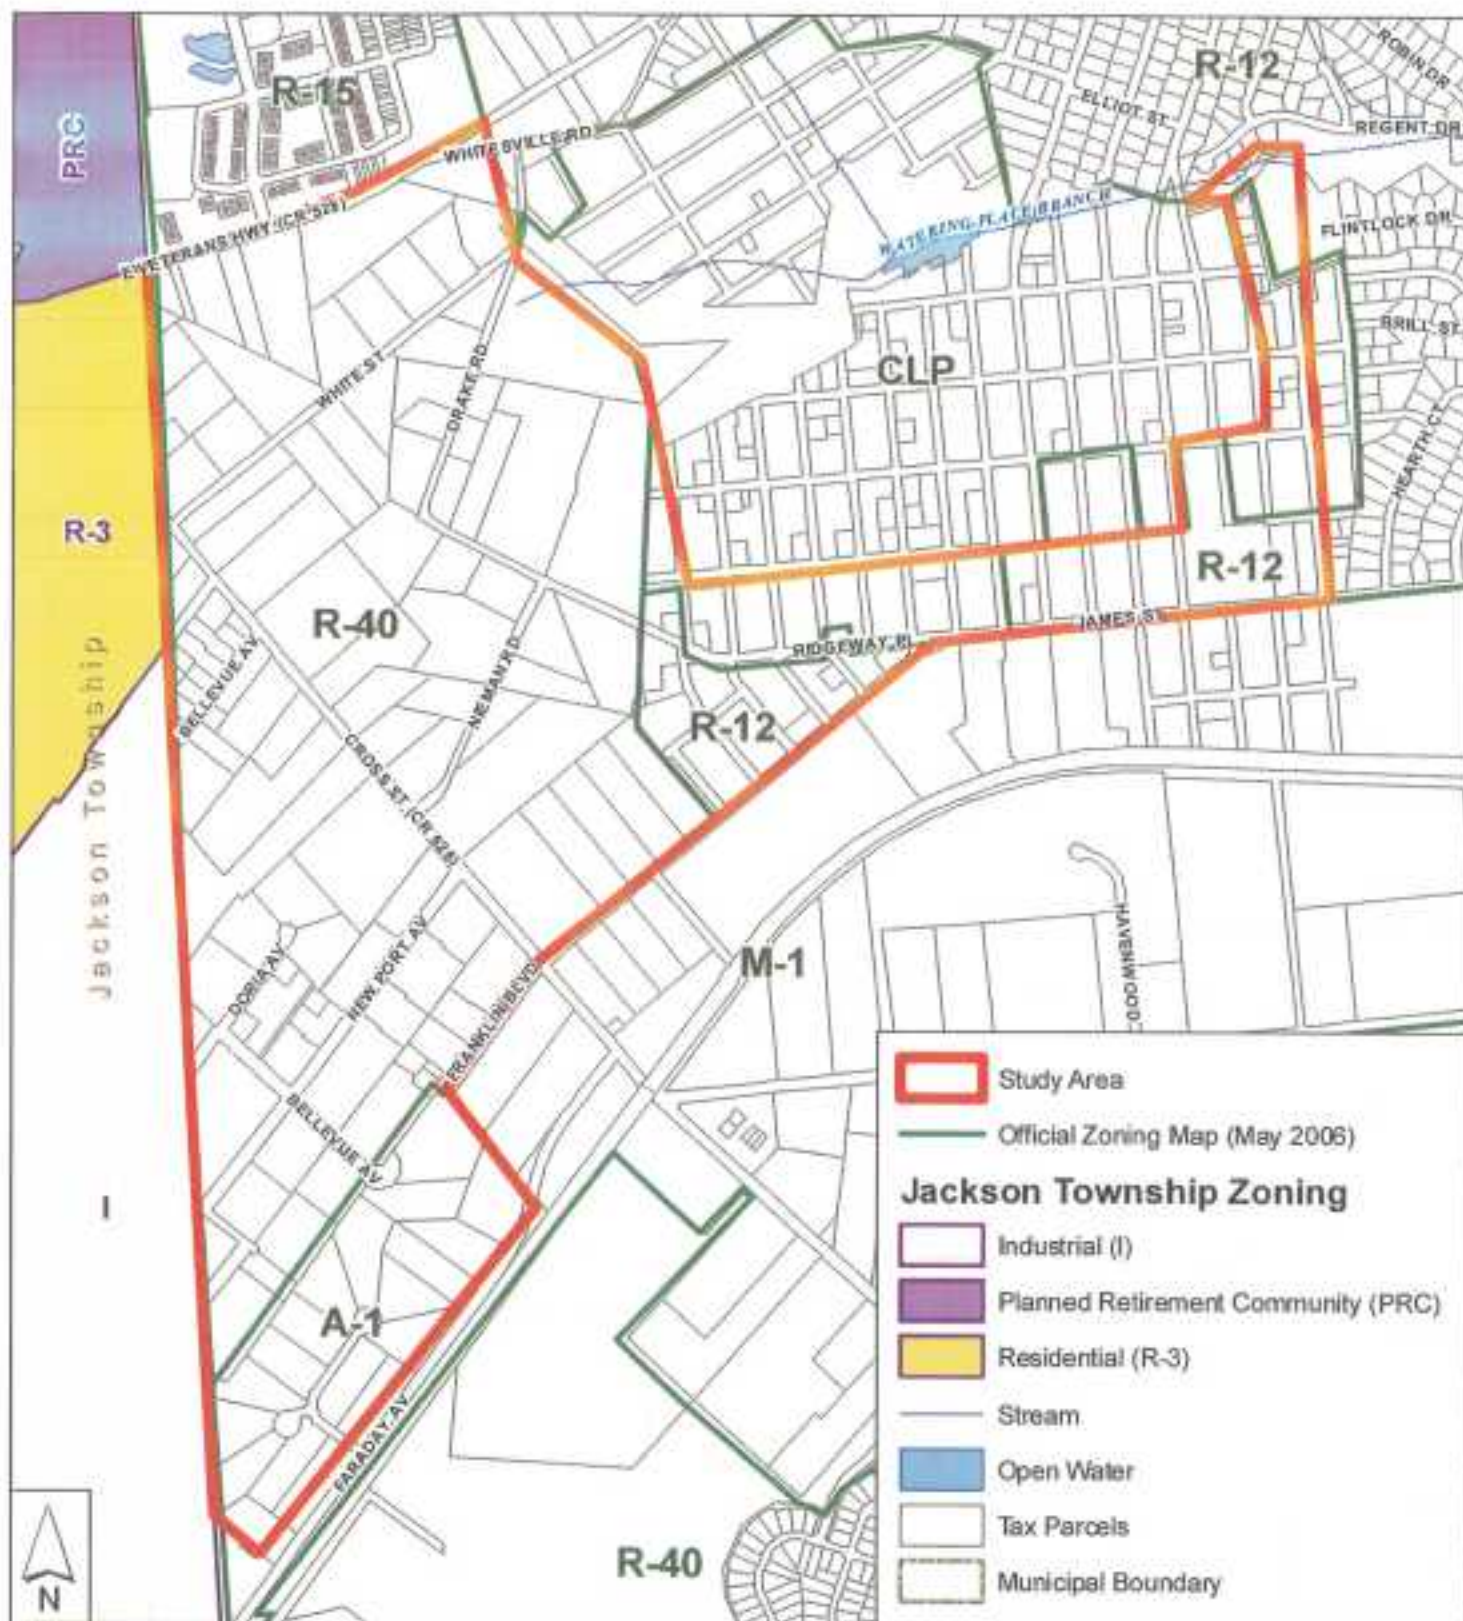 ROBIN DR
R-12
R-15
ELLIOT ST
REGENT DR
WHITESVILLE RD
PRC
WATERING PLACE BRANCH
FLINTLOCK DR
VETERANS HWY (CR 528)
BRILL ST
WHITE ST
DRAKE RD
CLP
HEARTH CT
R-3
R-12
R-40
JAMES ST
RIDGEWAY PL
BELLEVUE AV
NIEMAN RD
R-12
CROSS ST (CR 626)
Jackson Township
M-1
HAVENWOOD
DORIA AV
NEW PORT AV
FRANKLIN BLVD
BELLEVUE AV
I
A-1
FARADAY AV
R-40
N
Study Area
Official Zoning Map (May 2006)
Jackson Township Zoning
Industrial (I)
Planned Retirement Community (PRC)
Residential (R-3)
Stream
Open Water
Tax Parcels
Municipal Boundary